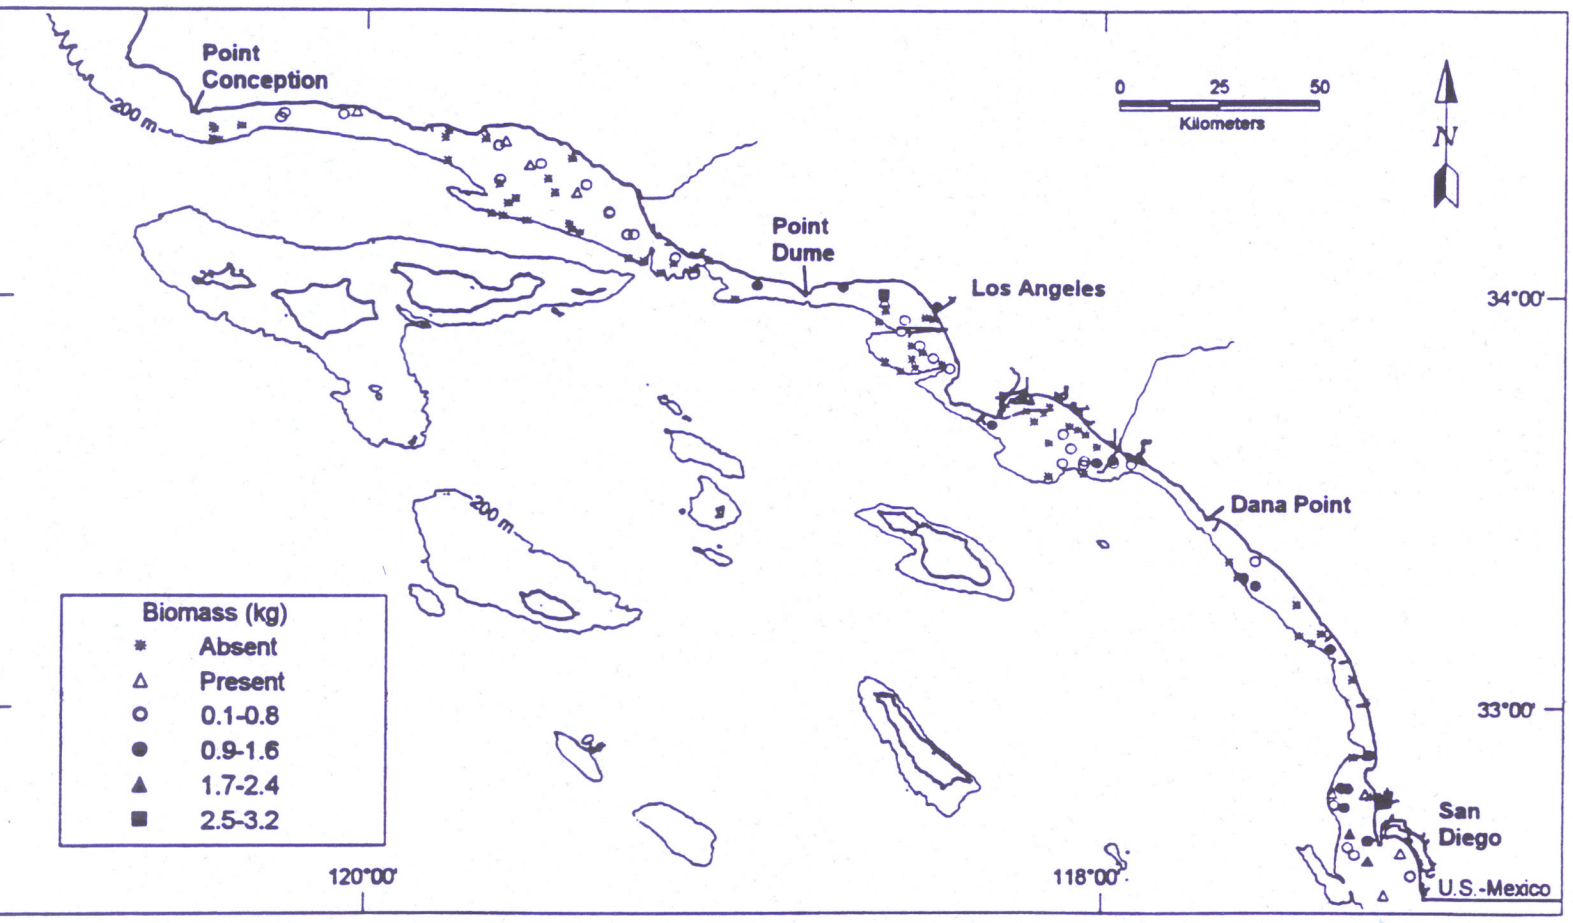 Point
Conception
200 m
0 25 50
Kilometers
N
Point
Dume
Los Angeles
34°00'
200 m
Dana Point
Biomass (kg)
Absent
Present
0.1-0.8
0.9-1.6
1.7-2.4
2.5-3.2
33°00'
San
Diego
120°00'
118°00'
U.S.-Mexico